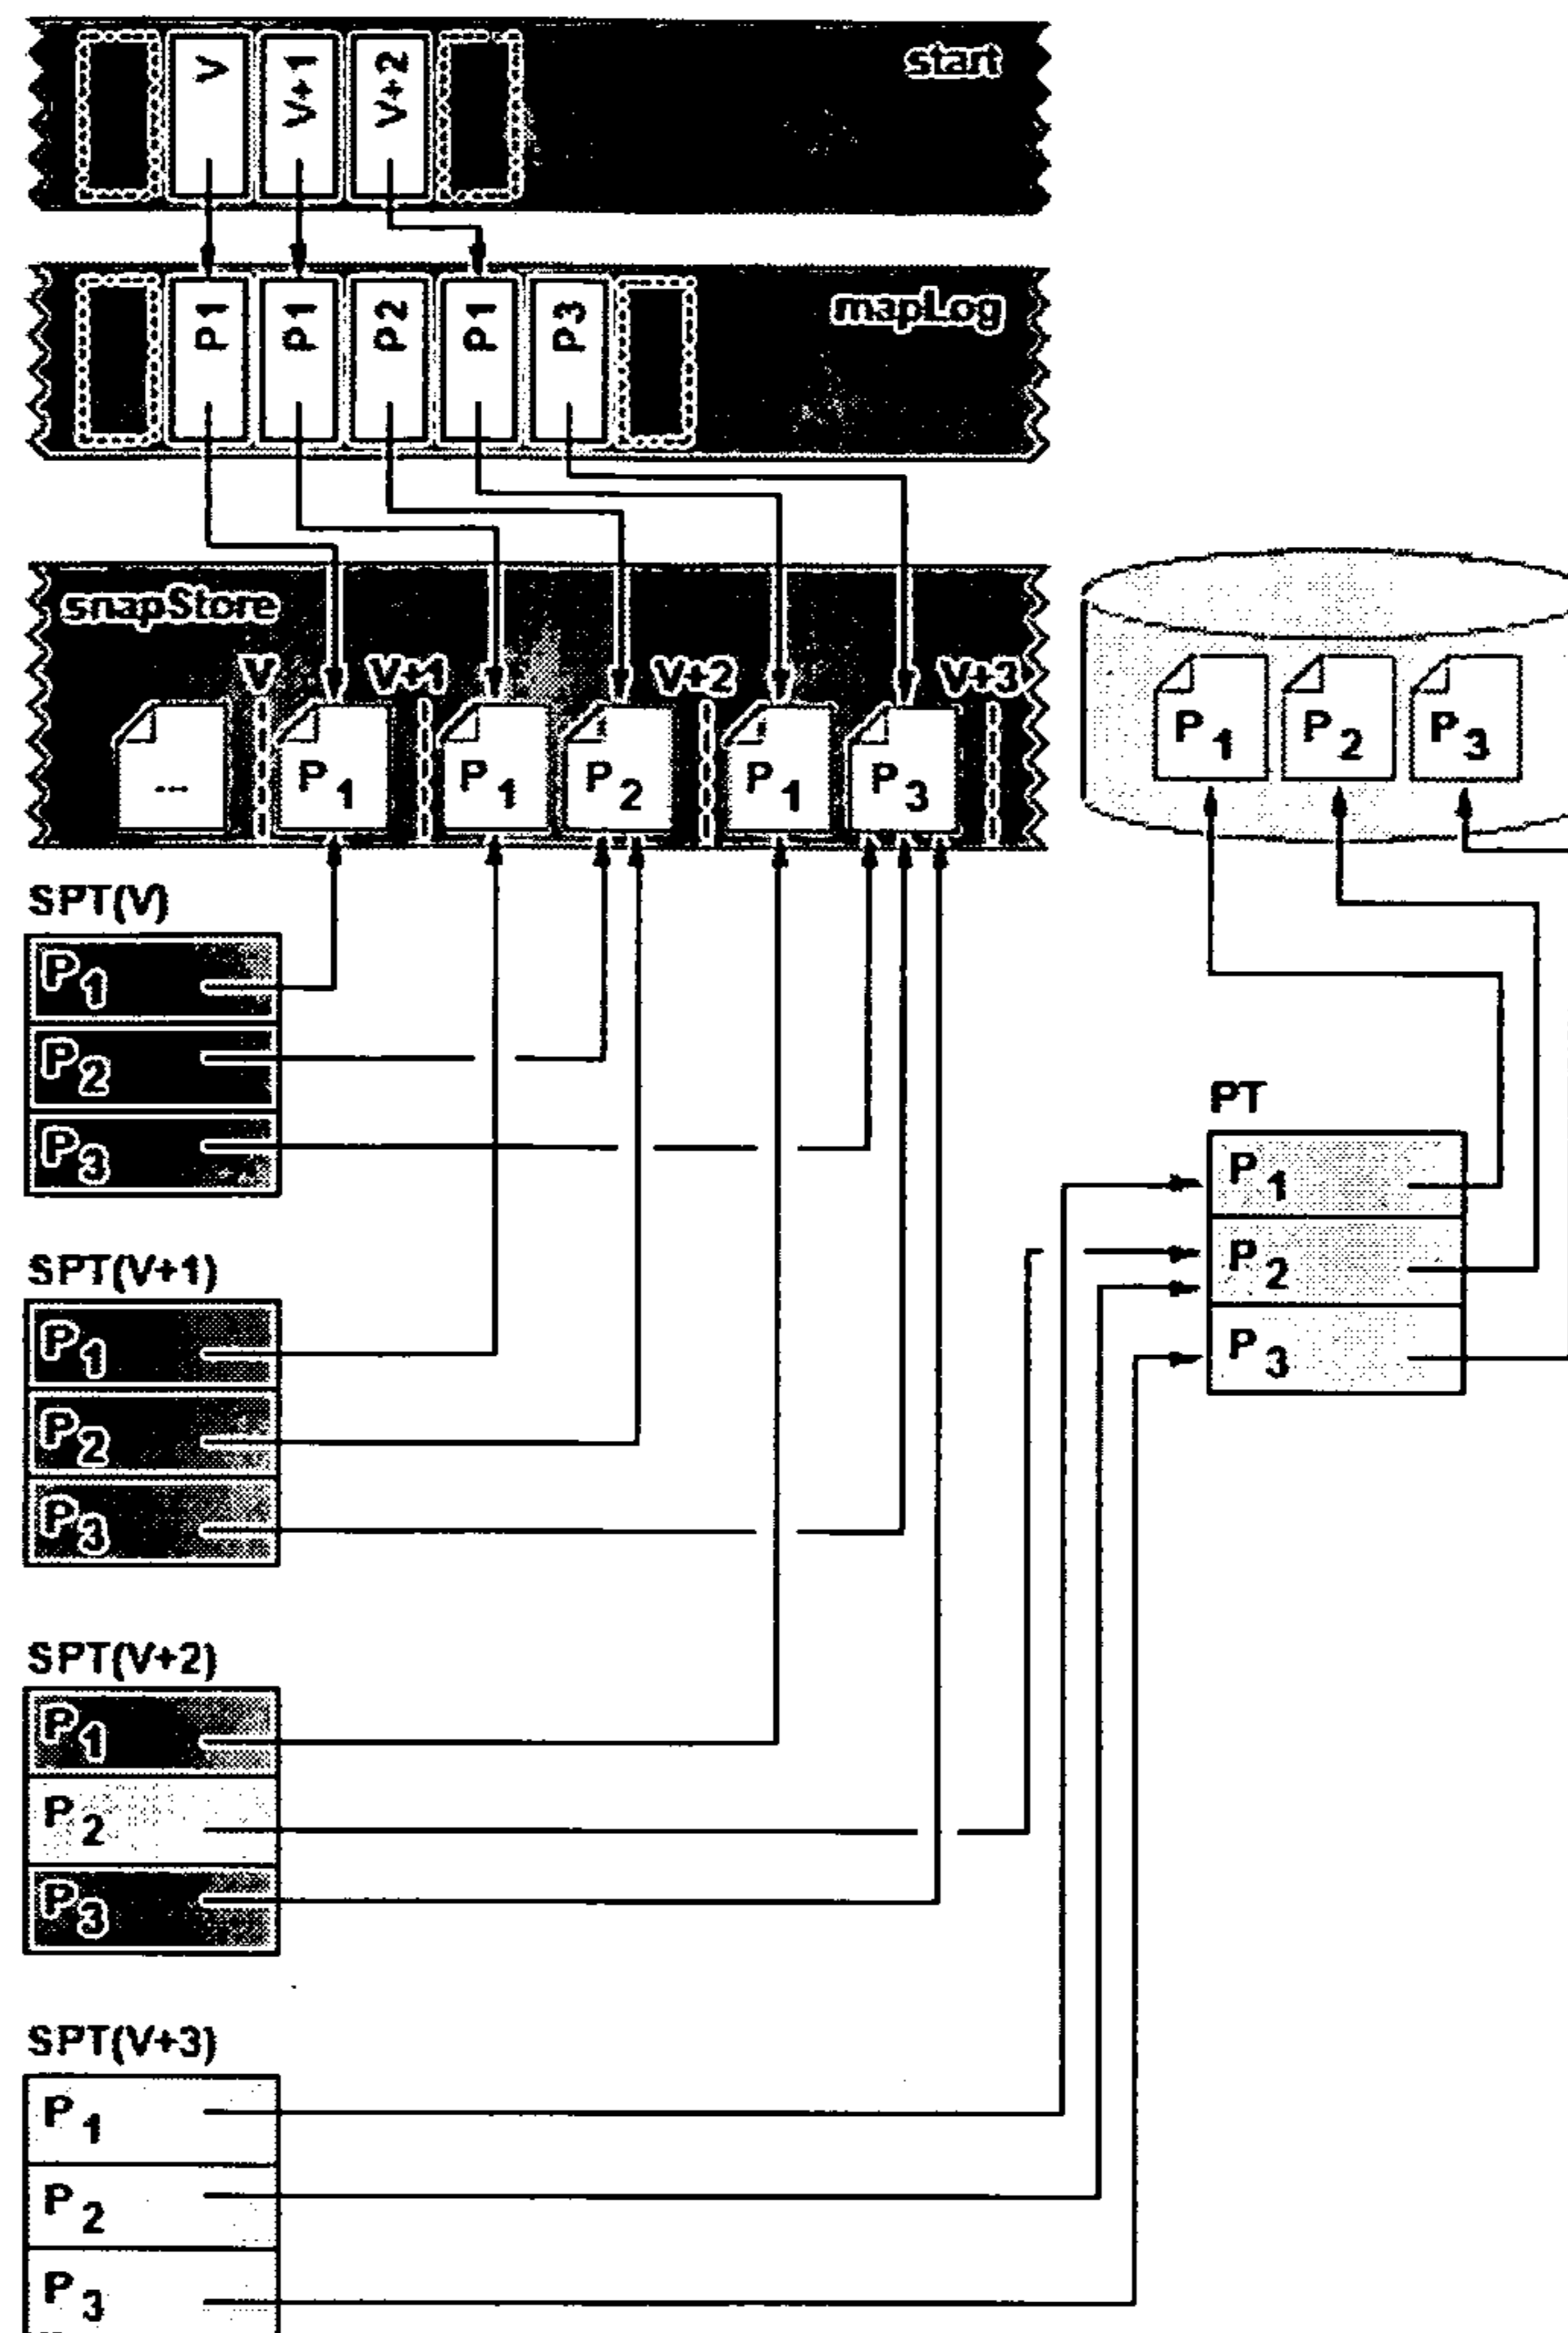 V V+1 V+2 start
P1 P1 P2 P1 P3 mapLog
snapStore
V V+1 V+2 V+3
... P1 P1 P2 P1 P3
P1 P2 P3
SPT(V)
P1
P2
P3
PT
P1
P2
P3
SPT(V+1)
P1
P2
P3
SPT(V+2)
P1
P2
P3
SPT(V+3)
P1
P2
P3